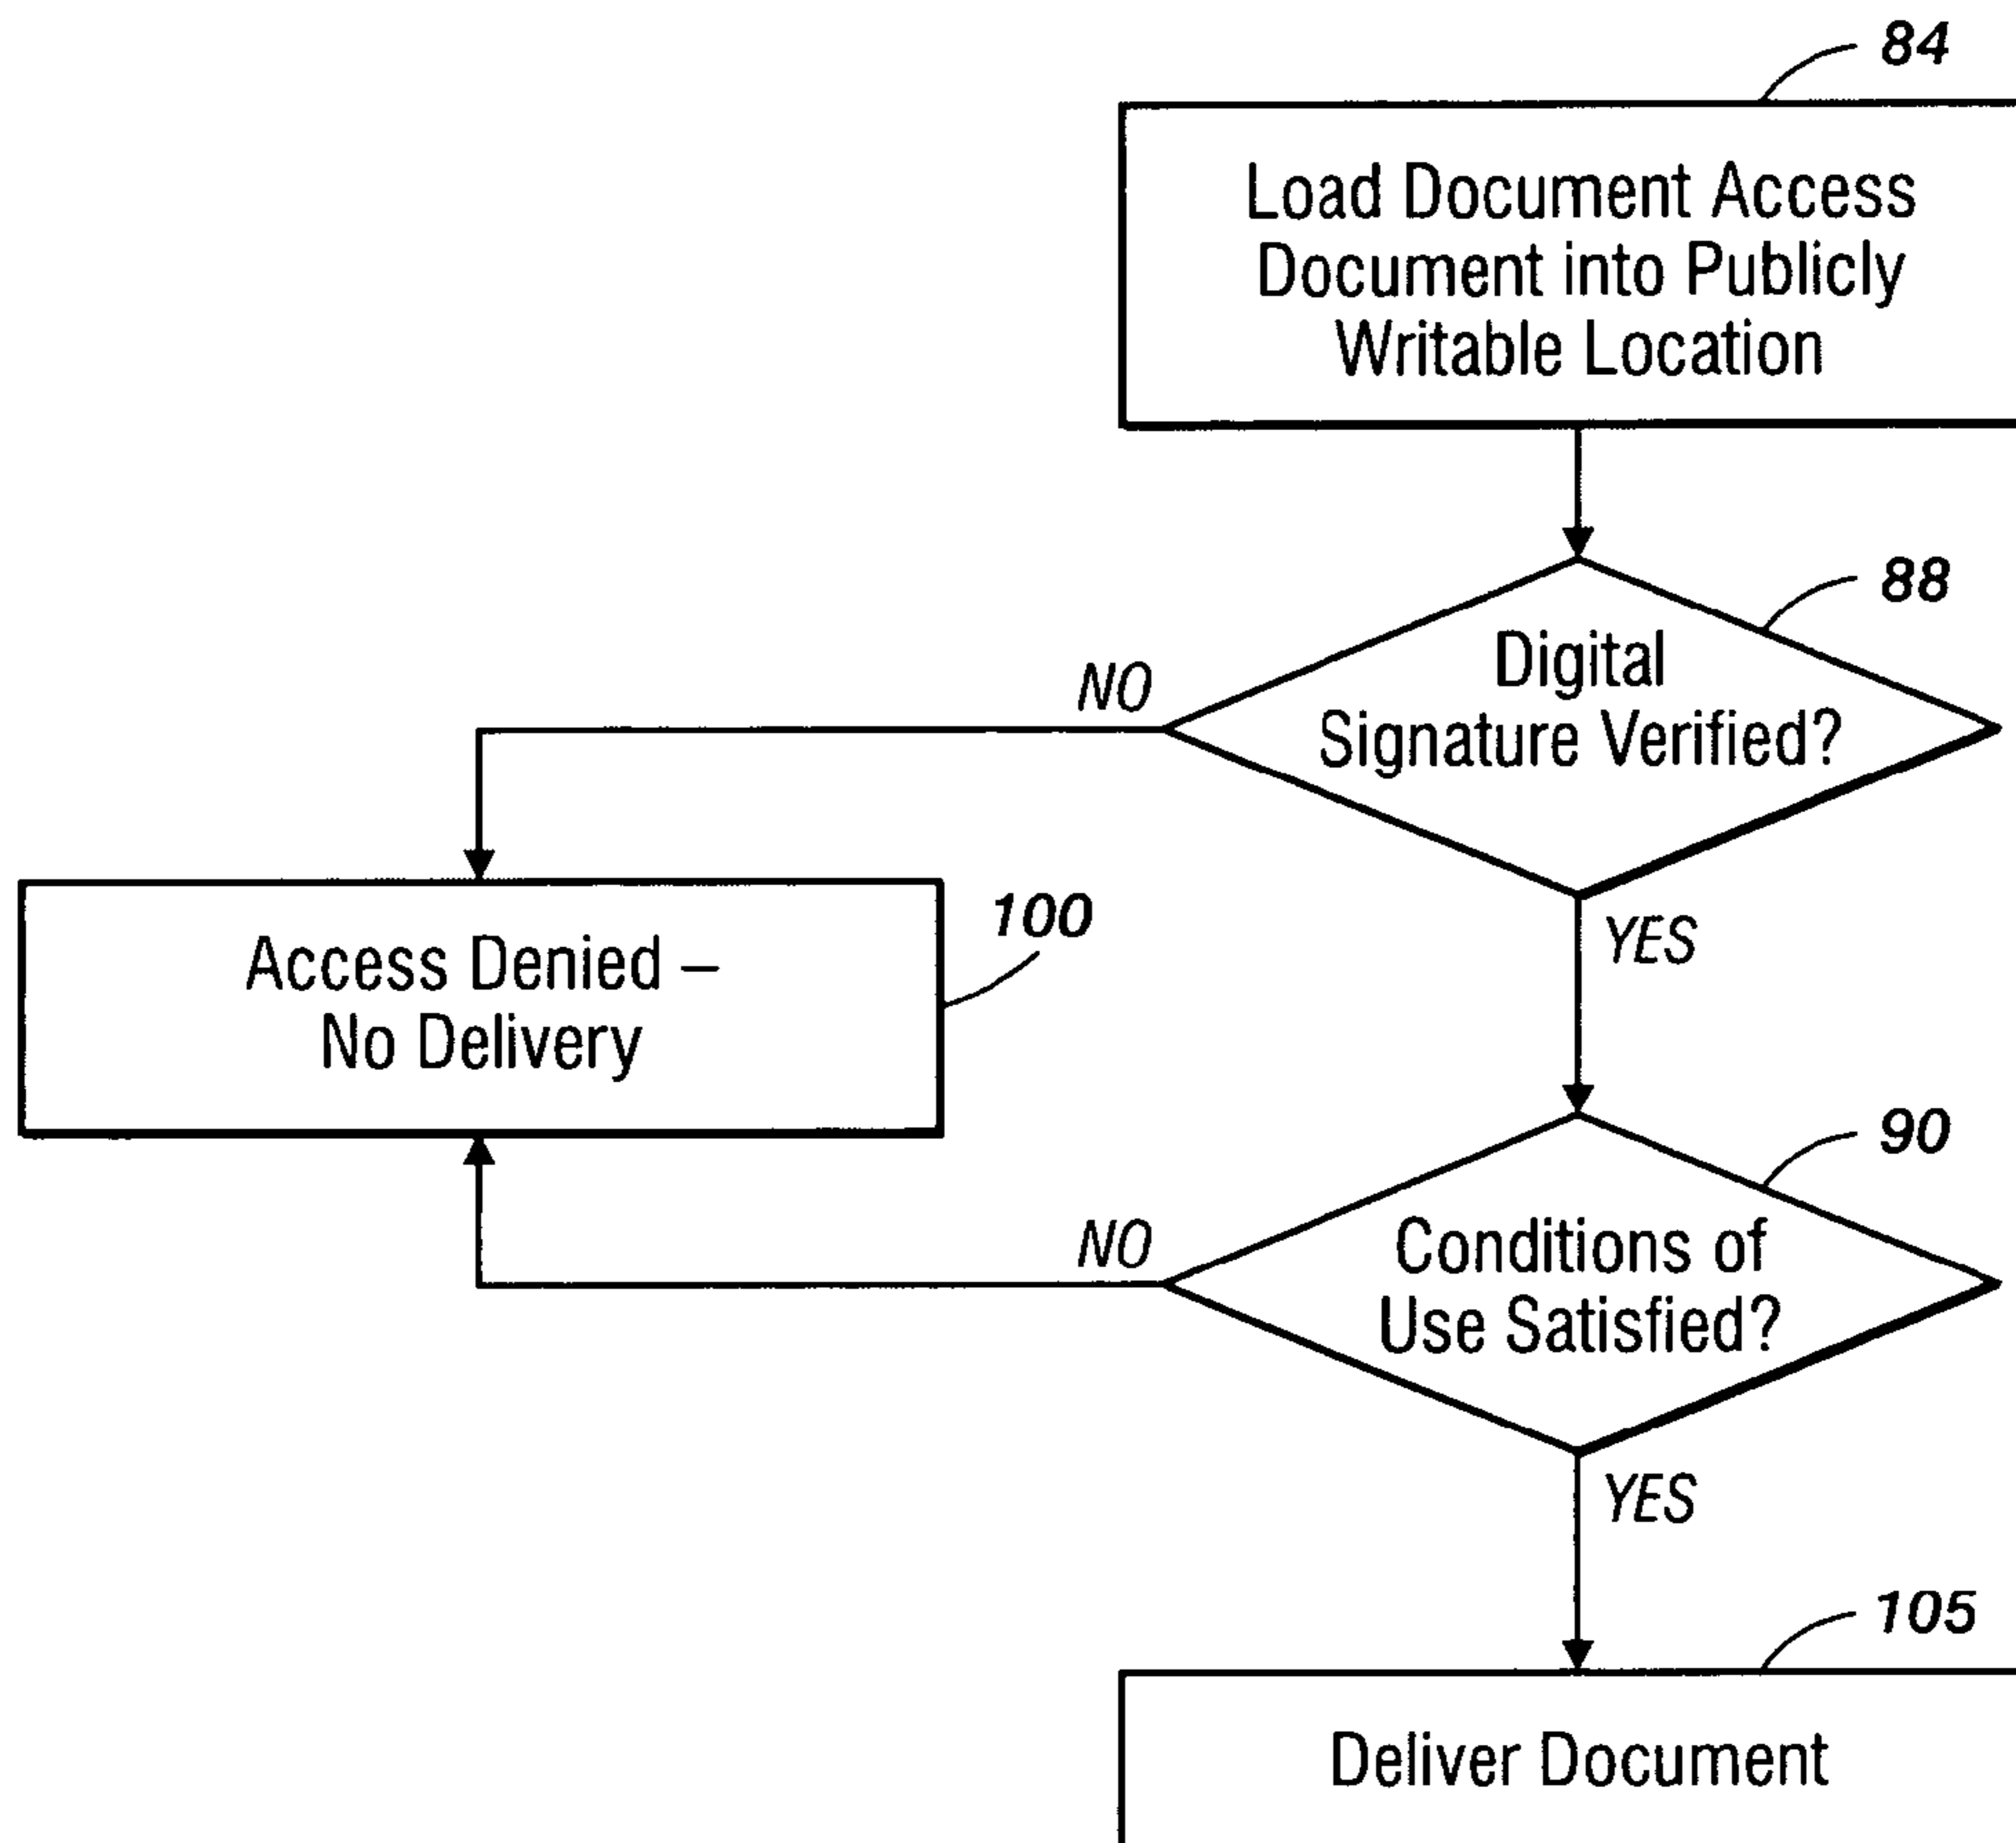 84
Load Document Access
Document into Publicly
Writable Location
88
Digital
Signature Verified?
NO
YES
100
Access Denied –
No Delivery
90
Conditions of
Use Satisfied?
NO
YES
105
Deliver Document